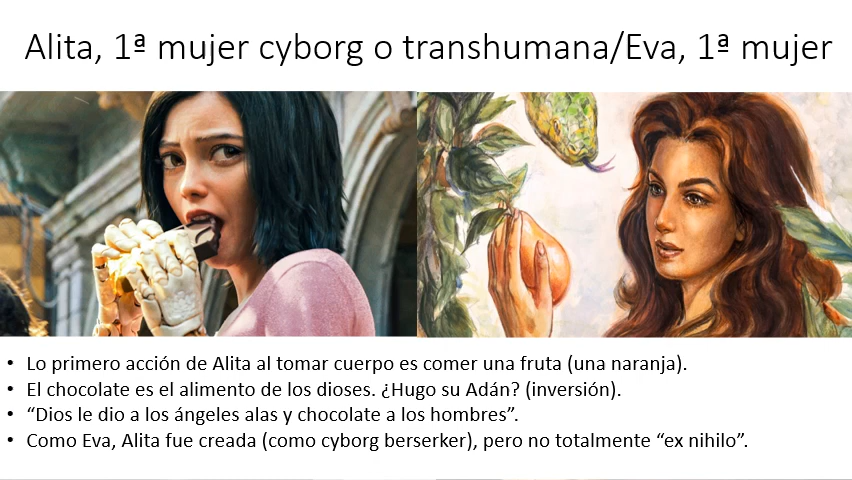 Alita, 1ª mujer cyborg o transhumana/Eva, 1ª mujer
• Lo primero acción de Alita al tomar cuerpo es comer una fruta (una naranja).
• El chocolate es el alimento de los dioses. ¿Hugo su Adán? (inversión).
• “Dios le dio a los ángeles alas y chocolate a los hombres”.
• Como Eva, Alita fue creada (como cyborg berserker), pero no totalmente “ex nihilo”.